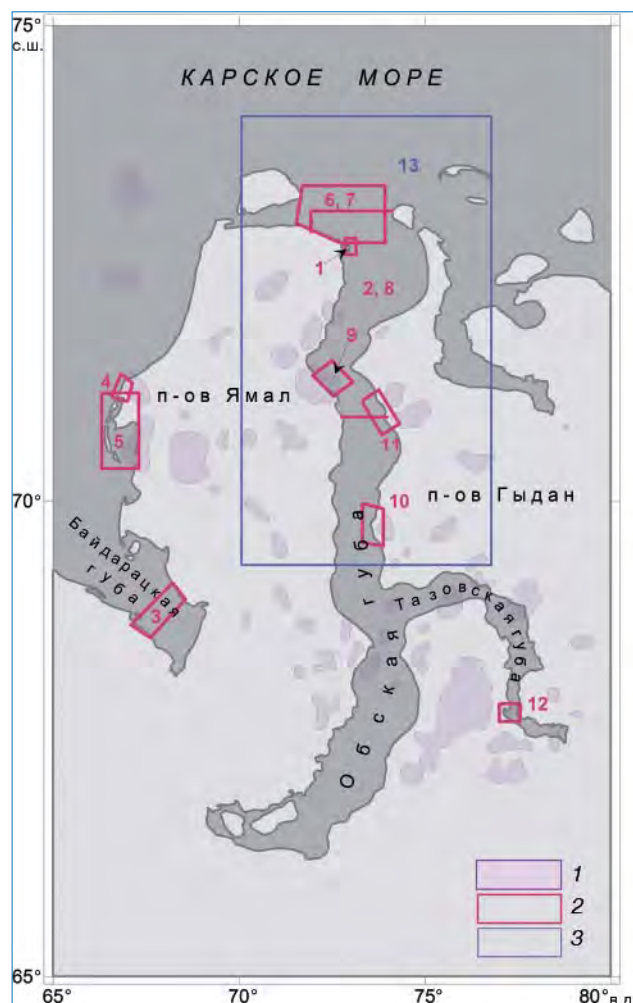 75°
с.ш.
КАРСКОЕ МОРЕ
13
6, 7
1
2, 8
9
4
п-ов Ямал
5
11
70°
10
п-ов Гыдан
Байдарацкая
губа
3
Обская губа
Тазовская губа
12
1
2
3
65°
65°
70°
75°
80°
в.д.